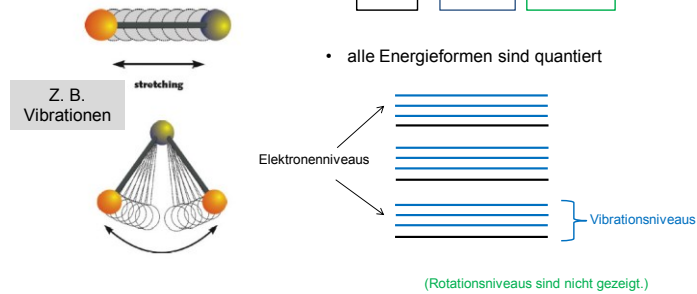 • alle Energieformen sind quantiert
stretching
Z. B.
Vibrationen
Elektronenniveaus
Vibrationsniveaus
(Rotationsniveaus sind nicht gezeigt.)